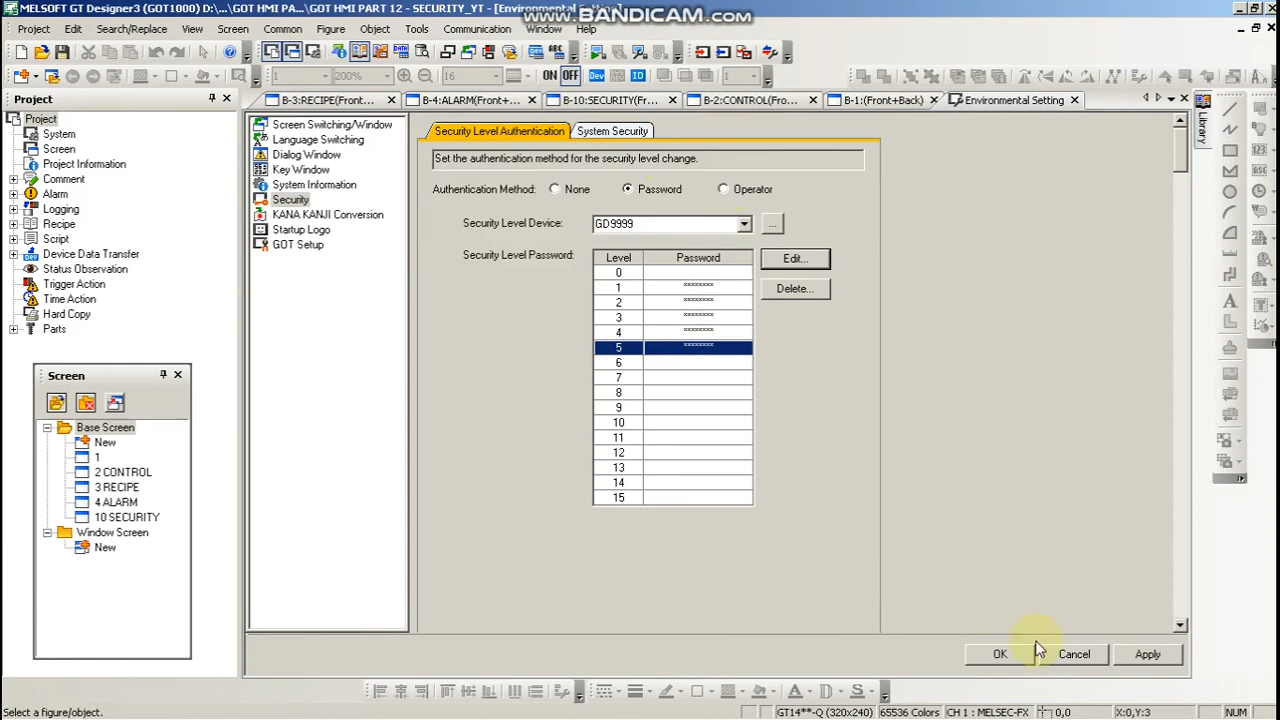 MELSOFT GT Designer3 (GOT1000) D:\...\GOT HMI PA...\GOT HMI PART 12 - SECURITY_YT - [Environmental Setting]
www.BANDICAM.com
Project Edit Search/Replace View Screen Common Figure Object Tools Communication Window Help
1 200% 16 ON OFF Dev ID 1
Project
B-3:RECIPE(Front... B-4:ALARM(Front+... B-10:SECURITY(Fr... B-2:CONTROL(Fro... B-1:(Front+Back) Environmental Setting
Library
Project
System
Screen
Project Information
Comment
Alarm
Logging
Recipe
Script
Device Data Transfer
Status Observation
Trigger Action
Time Action
Hard Copy
Parts
Screen
Base Screen
New
1
2 CONTROL
3 RECIPE
4 ALARM
10 SECURITY
Window Screen
New
Screen Switching/Window
Language Switching
Dialog Window
Key Window
System Information
Security
KANA KANJI Conversion
Startup Logo
GOT Setup
Security Level Authentication System Security
Set the authentication method for the security level change.
Authentication Method: None Password Operator
Security Level Device: GD9999 ...
Security Level Password: Level Password Edit...
0
1 ********
Delete...
2 ********
3 ********
4 ********
5 ********
6
7
8
9
10
11
12
13
14
15
OK Cancel Apply
Select a figure/object. GT14**-Q (320x240) 65536 Colors CH 1 : MELSEC-FX 0,0 X:0,Y:3 NUM